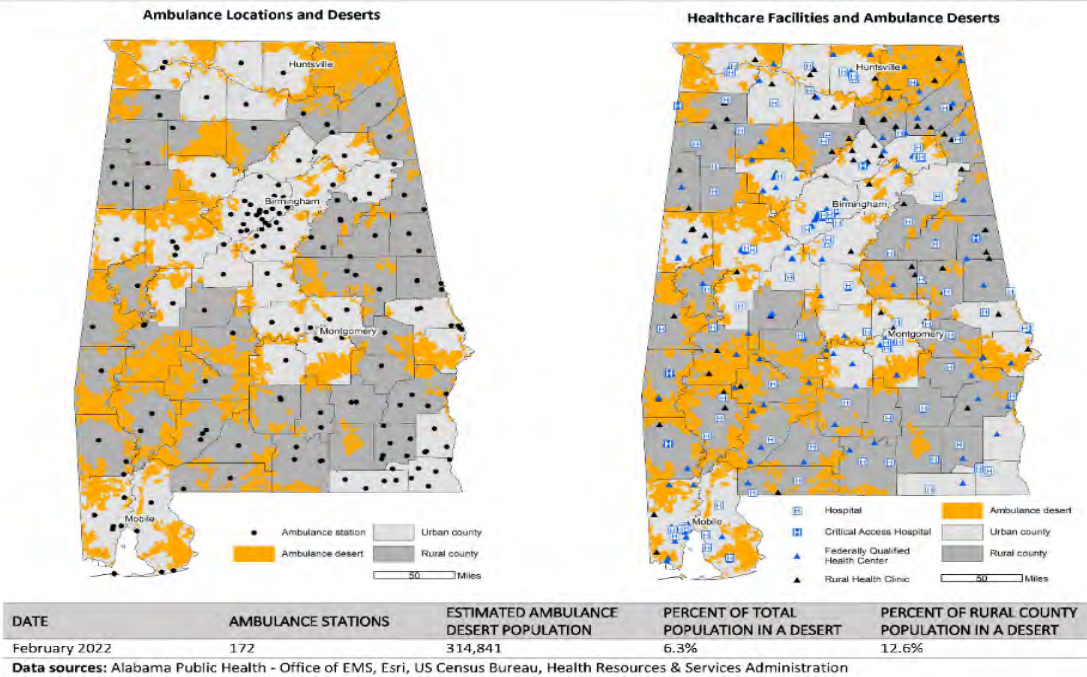 Ambulance Locations and Deserts
Huntsville
Birmingham
Montgomery
Mobile
Ambulance station
Urban county
Ambulance desert
Rural county
50 Miles
Healthcare Facilities and Ambulance Deserts
Huntsville
Birmingham
Montgomery
Mobile
H Hospital
Ambulance desert
H Critical Access Hospital
Urban county
Federally Qualified
Health Center
Rural county
Rural Health Clinic
50 Miles
DATE AMBULANCE STATIONS ESTIMATED AMBULANCE DESERT POPULATION PERCENT OF TOTAL POPULATION IN A DESERT PERCENT OF RURAL COUNTY POPULATION IN A DESERT
February 2022 172 314,841 6.3% 12.6%
Data sources: Alabama Public Health - Office of EMS, Esri, US Census Bureau, Health Resources & Services Administration